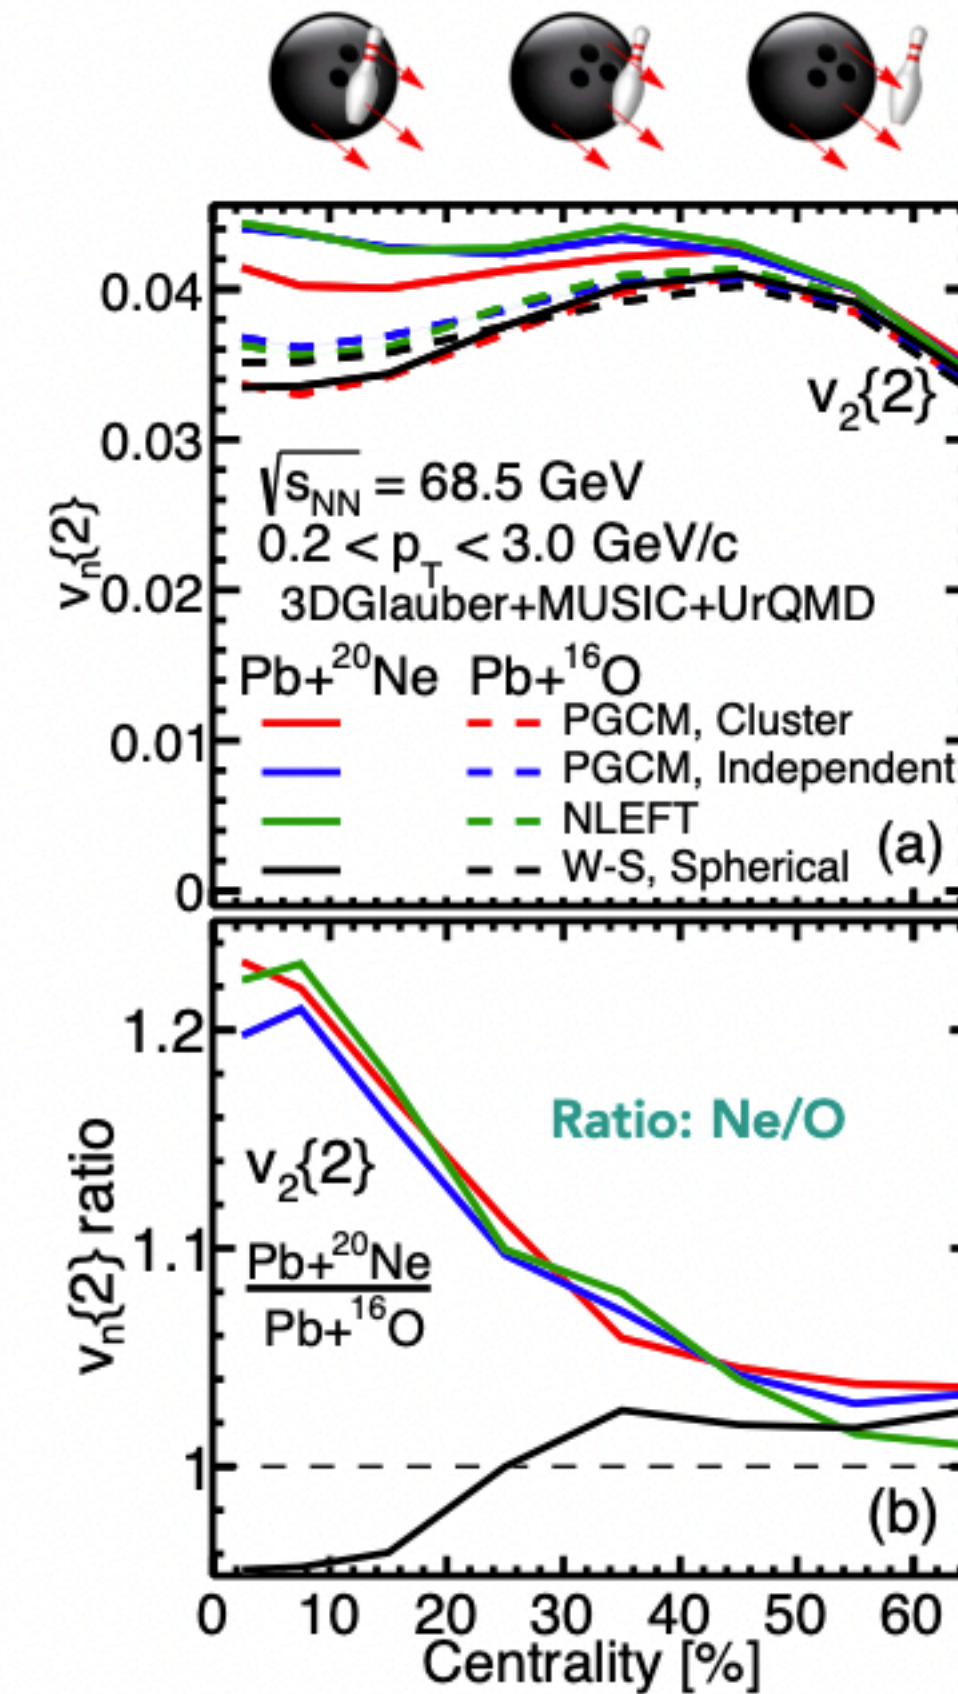 0.04
v₂{2}
0.03
√sNN = 68.5 GeV
0.2 < pT < 3.0 GeV/c
vn{2}
0.02
3DGlauber+MUSIC+UrQMD
Pb+²⁰Ne Pb+¹⁶O
PGCM, Cluster
0.01
PGCM, Independent
NLEFT
(a)
W-S, Spherical
0
1.2
Ratio: Ne/O
v₂{2}
vn{2} ratio
1.1
Pb+²⁰Ne
Pb+¹⁶O
1
(b)
0 10 20 30 40 50 60
Centrality [%]